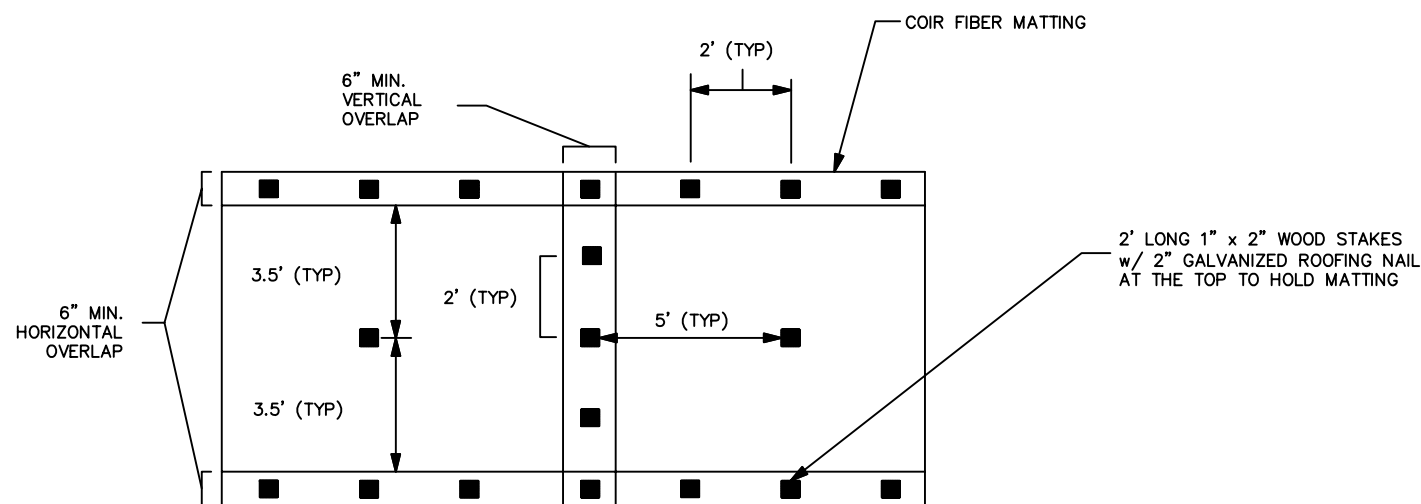 COIR FIBER MATTING
2' (TYP)
6" MIN.
VERTICAL
OVERLAP
3.5' (TYP)
2' (TYP)
5' (TYP)
2' LONG 1" x 2" WOOD STAKES
w/ 2" GALVANIZED ROOFING NAIL
AT THE TOP TO HOLD MATTING
6" MIN.
HORIZONTAL
OVERLAP
3.5' (TYP)